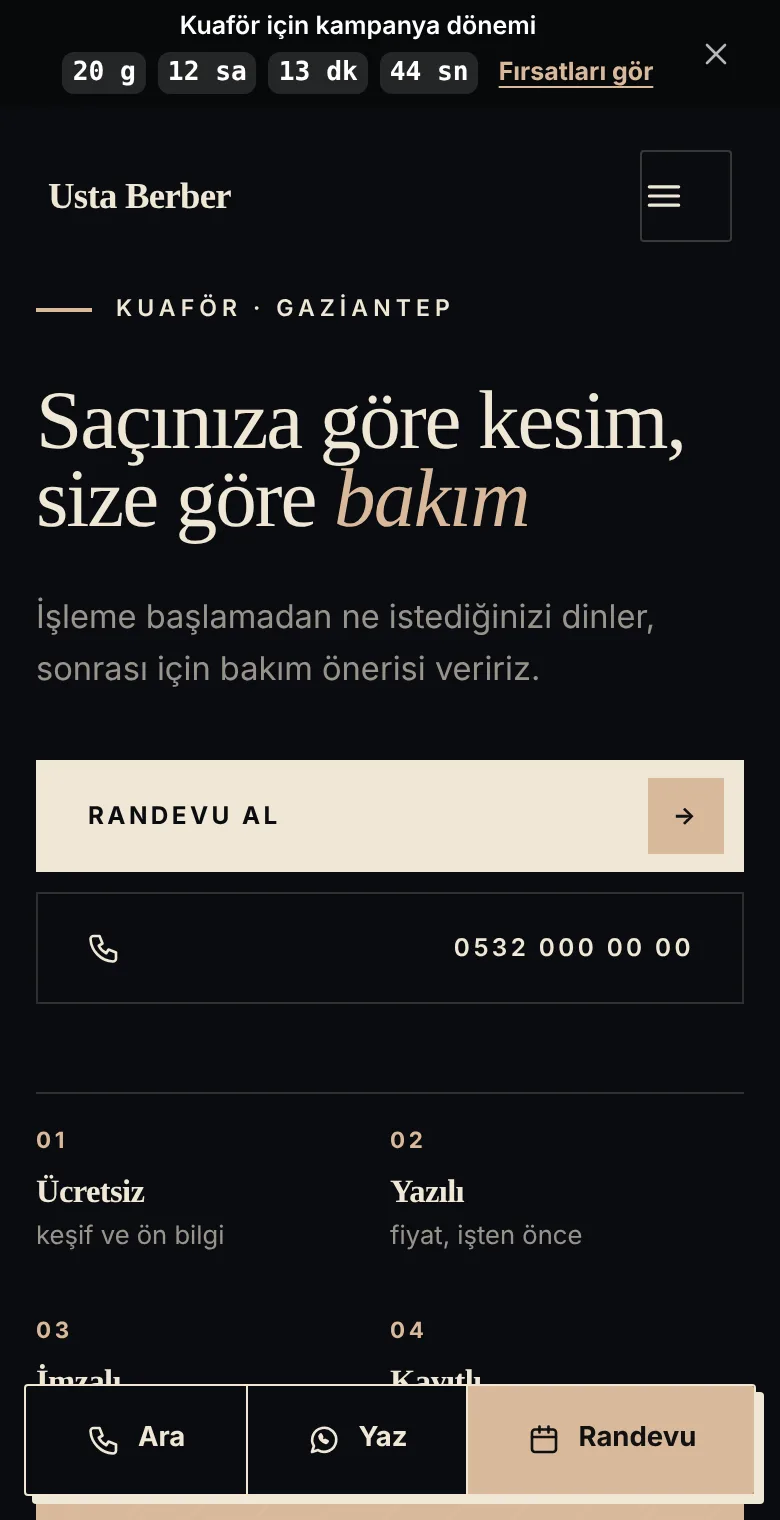 Kuaför için kampanya dönemi
20 g 12 sa 13 dk 44 sn Fırsatları gör
Usta Berber
KUAFÖR · GAZİANTEP
Saçınıza göre kesim,
size göre bakım
İşleme başlamadan ne istediğinizi dinler,
sonrası için bakım önerisi veririz.
RANDEVU AL
0532 000 00 00
01
Ücretsiz
keşif ve ön bilgi
02
Yazılı
fiyat, işten önce
03
İmzalı
04
Kayıtlı
Ara
Yaz
Randevu